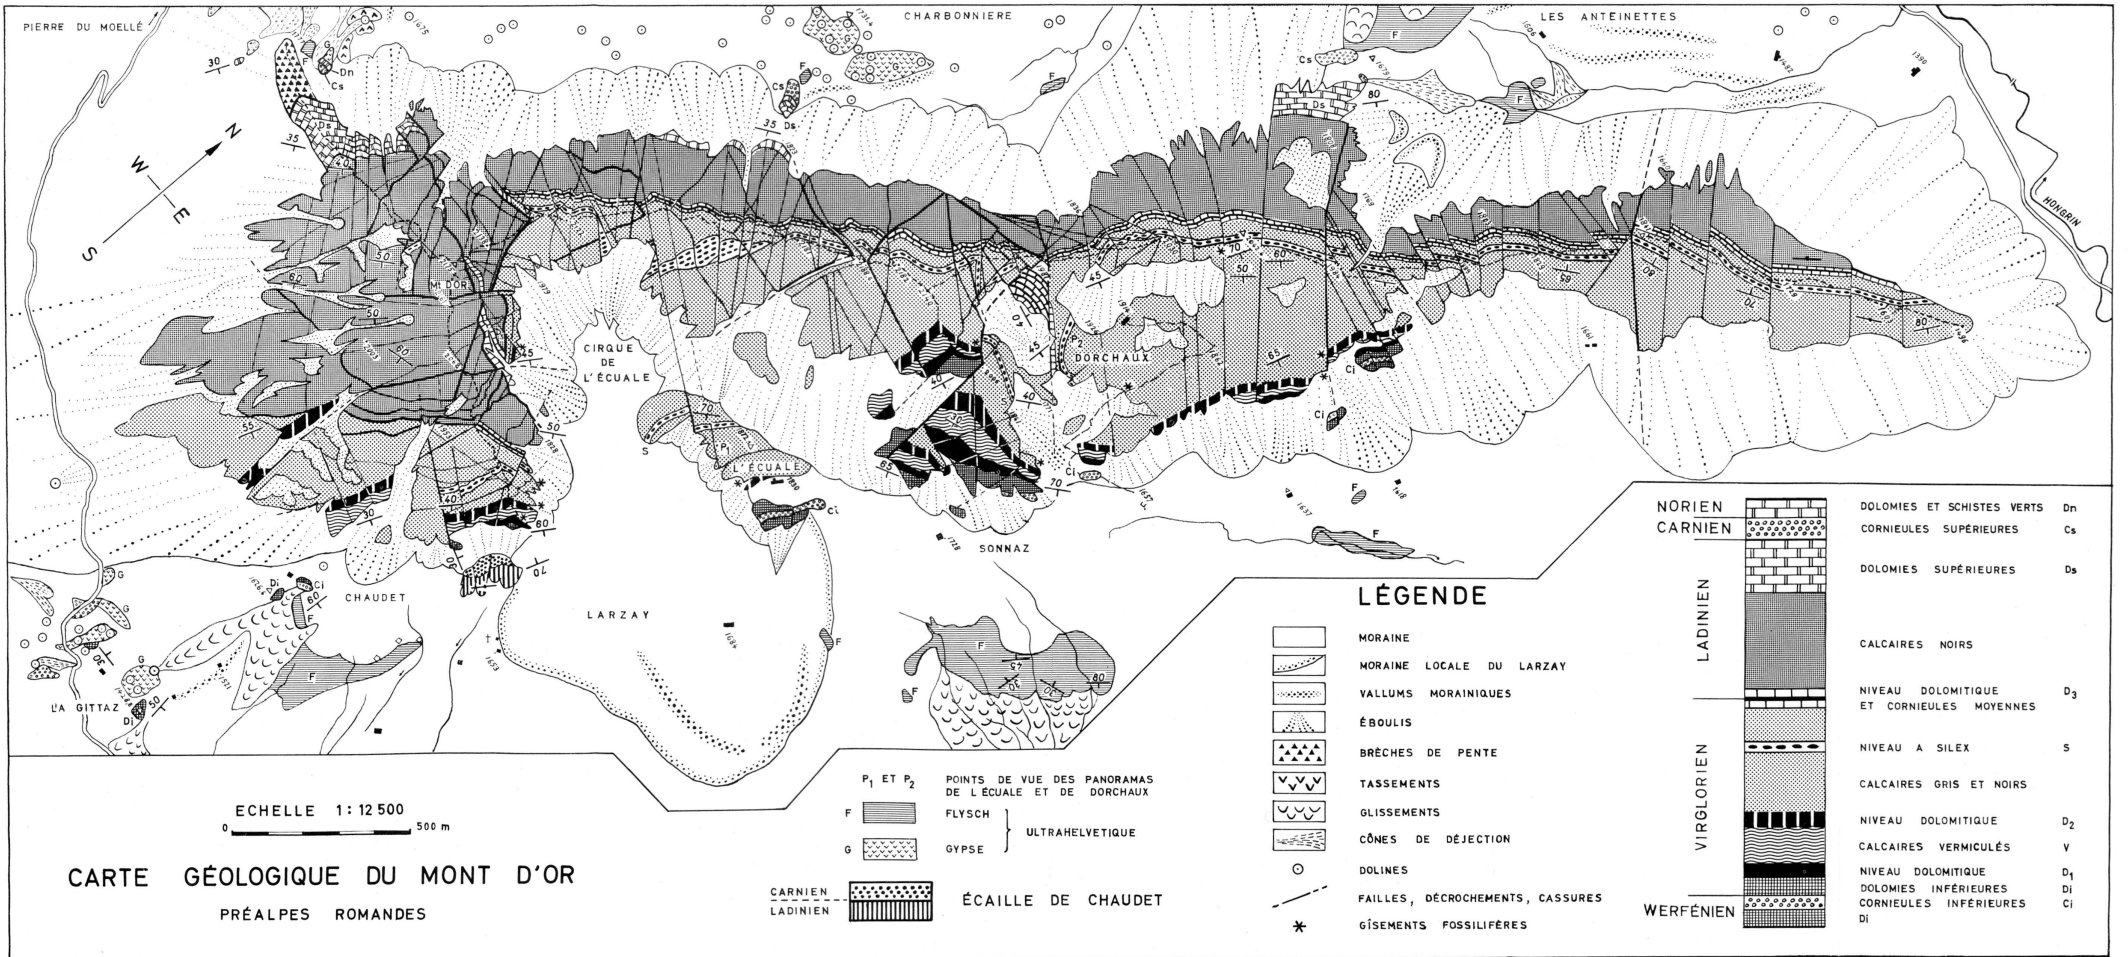 PIERRE DU MOELLÉ
CHARBONNIERE
LES ANTEINETTES
HONGRIN
N
W
E
S
Mt DOR
CIRQUE
DE
L'ÉCUALE
DORCHAUX
L'ÉCUALE
SONNAZ
CHAUDET
LARZAY
LA GITTAZ
ECHELLE 1:12 500
0 500 m
CARTE GÉOLOGIQUE DU MONT D'OR
PRÉALPES ROMANDES
P1 ET P2 POINTS DE VUE DES PANORAMAS
DE L ÉCUALE ET DE DORCHAUX
F FLYSCH
ULTRAHELVETIQUE
G GYPSE
CARNIEN
LADINIEN
ÉCAILLE DE CHAUDET
LÉGENDE
MORAINE
MORAINE LOCALE DU LARZAY
VALLUMS MORAINIQUES
ÉBOULIS
BRÈCHES DE PENTE
TASSEMENTS
GLISSEMENTS
CÔNES DE DÉJECTION
DOLINES
FAILLES, DÉCROCHEMENTS, CASSURES
GÎSEMENTS FOSSILIFÈRES
NORIEN
CARNIEN
LADINIEN
VIRGLORIEN
WERFÉNIEN
DOLOMIES ET SCHISTES VERTS Dn
CORNIEULES SUPÉRIEURES Cs
DOLOMIES SUPÉRIEURES Ds
CALCAIRES NOIRS
NIVEAU DOLOMITIQUE D3
ET CORNIEULES MOYENNES
NIVEAU A SILEX S
CALCAIRES GRIS ET NOIRS
NIVEAU DOLOMITIQUE D2
CALCAIRES VERMICULÉS V
NIVEAU DOLOMITIQUE D1
DOLOMIES INFÉRIEURES Di
CORNIEULES INFÉRIEURES Ci
Di